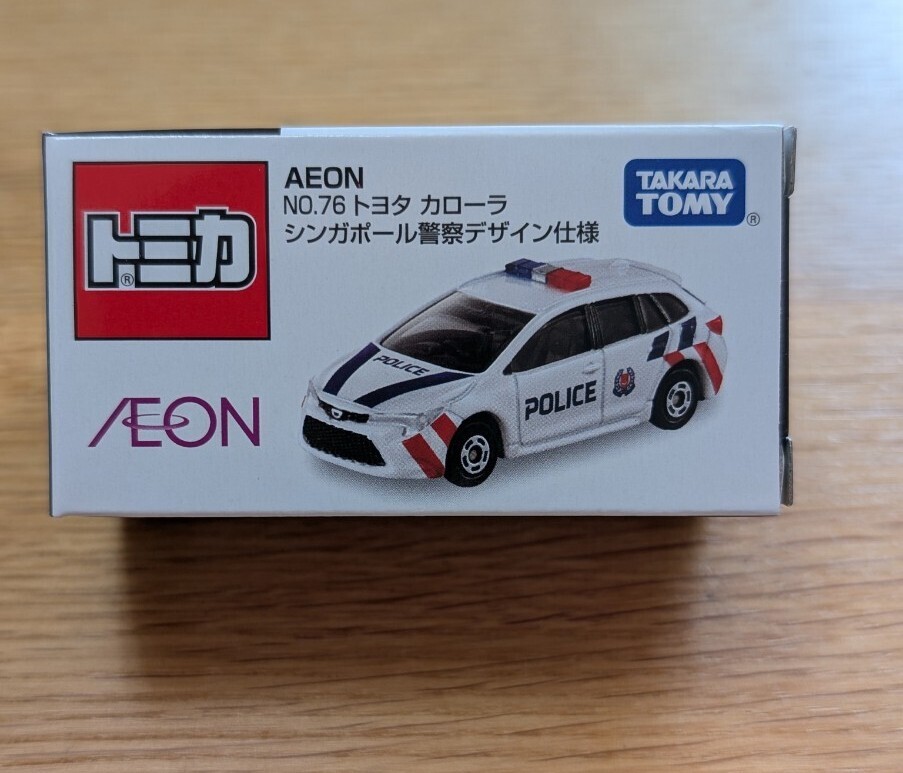 トミカ
®
AEON
NO.76 トヨタ カローラ
シンガポール警察デザイン仕様
TAKARA
TOMY
®
AEON
POLICE
POLICE